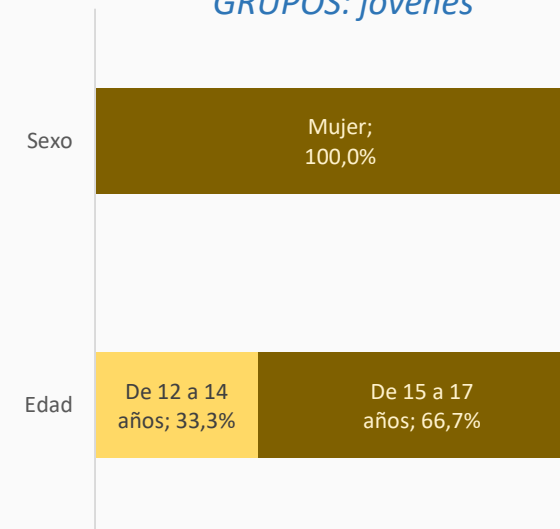 GRUPOS: jóvenes
Sexo
Mujer;
100,0%
Edad
De 12 a 14
años; 33,3%
De 15 a 17
años; 66,7%